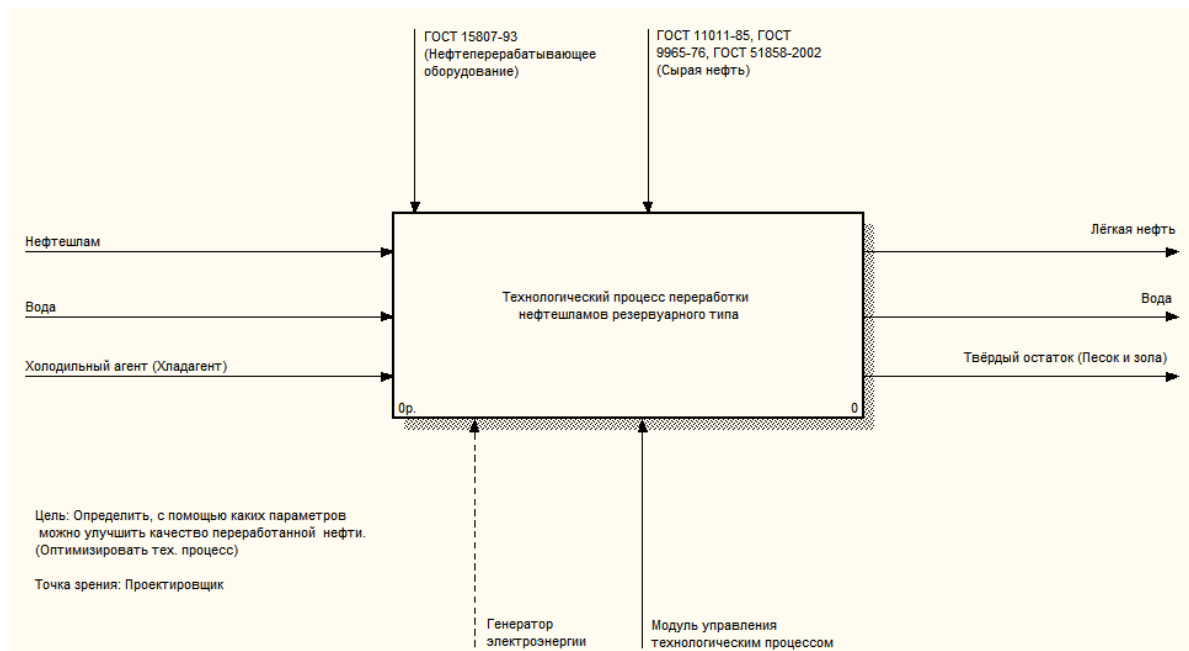 ГОСТ 15807-93
(Нефтеперерабатывающее
оборудование)
ГОСТ 11011-85, ГОСТ
9965-76, ГОСТ 51858-2002
(Сырая нефть)
Нефтешлам
Вода
Холодильный агент (Хладагент)
Технологический процесс переработки
нефтешламов резервуарного типа
0р.
0
Лёгкая нефть
Вода
Твёрдый остаток (Песок и зола)
Цель: Определить, с помощью каких параметров
можно улучшить качество переработанной нефти.
(Оптимизировать тех. процесс)
Точка зрения: Проектировщик
Генератор
электроэнергии
Модуль управления
технологическим процессом